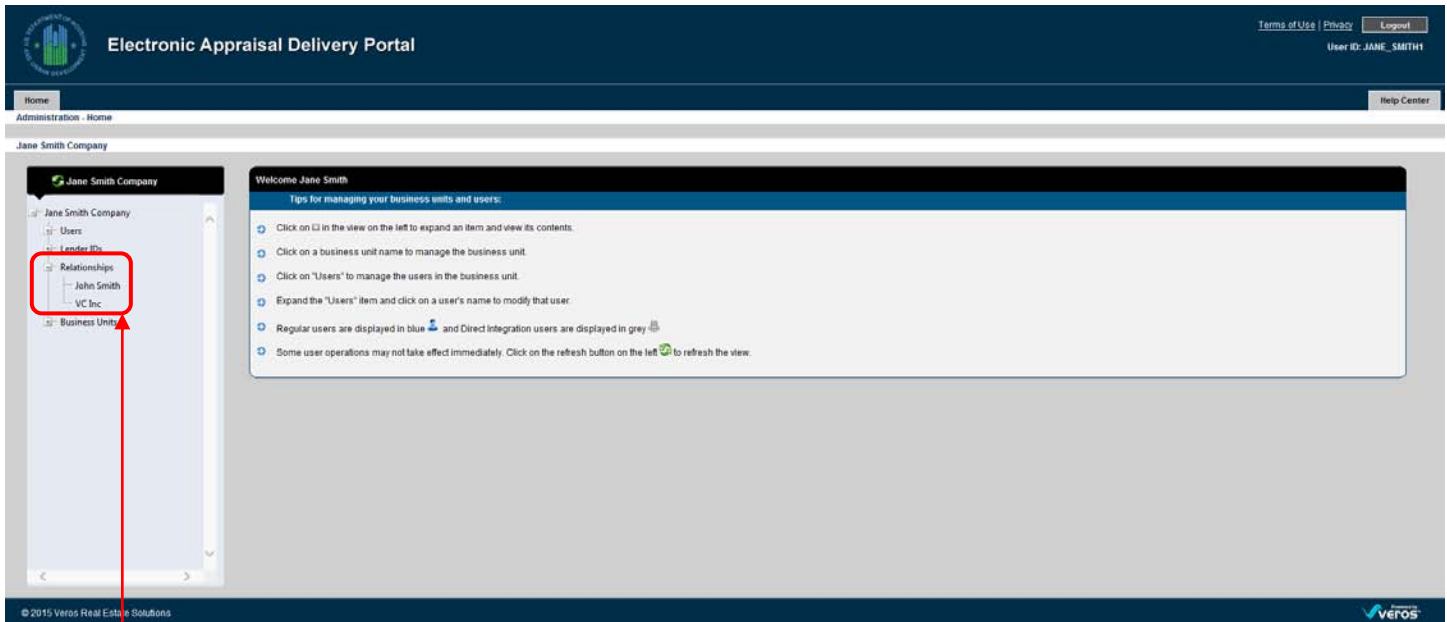 Electronic Appraisal Delivery Portal
Terms of Use | Privacy Logout
User ID: JANE_SMITH1
Home
Help Center
Administration - Home
Jane Smith Company
Jane Smith Company
Jane Smith Company
Users
Lender IDs
Relationships
John Smith
VC Inc
Business Units
Welcome Jane Smith
Tips for managing your business units and users:
Click on in the view on the left to expand an item and view its contents.
Click on a business unit name to manage the business unit.
Click on "Users" to manage the users in the business unit.
Expand the "Users" item and click on a user's name to modify that user.
Regular users are displayed in blue and Direct Integration users are displayed in grey
Some user operations may not take effect immediately. Click on the refresh button on the left to refresh the view.
© 2015 Veros Real Estate Solutions
Powered by
veros